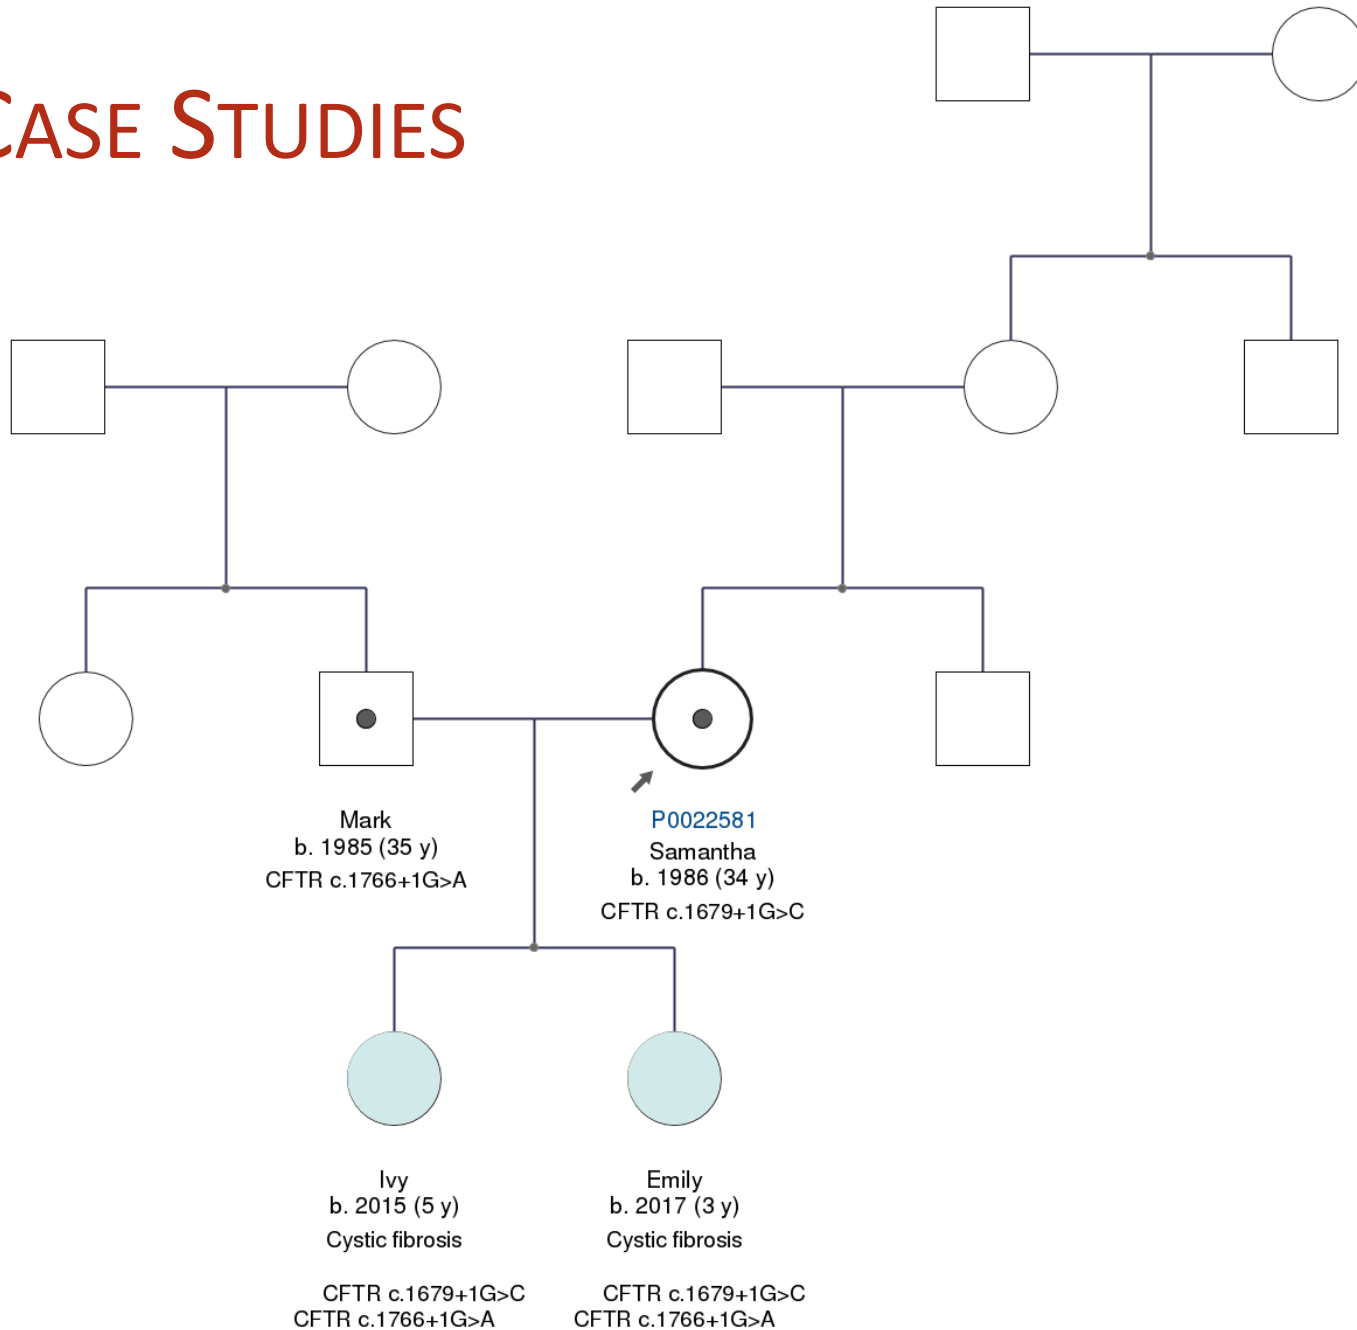 CASE STUDIES
Mark
b. 1985 (35 y)
CFTR c.1766+1G>A
P0022581
Samantha
b. 1986 (34 y)
CFTR c.1679+1G>C
Ivy
b. 2015 (5 y)
Cystic fibrosis
CFTR c.1679+1G>C
CFTR c.1766+1G>A
Emily
b. 2017 (3 y)
Cystic fibrosis
CFTR c.1679+1G>C
CFTR c.1766+1G>A